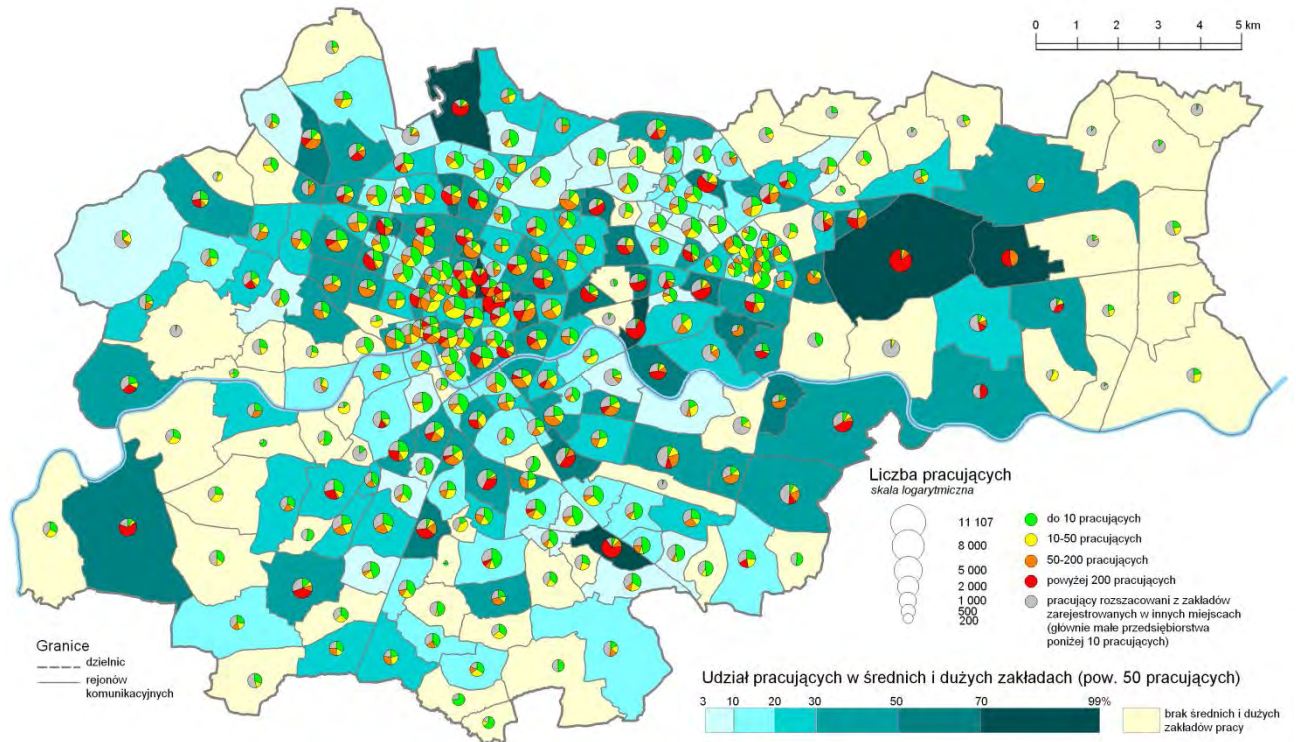 0 1 2 3 4 5 km
Liczba pracujących
skala logarytmiczna
11 107
8 000
5 000
2 000
1 000
500
200
do 10 pracujących
10-50 pracujących
50-200 pracujących
powyżej 200 pracujących
pracujący rozszacowani z zakładów
zarejestrowanych w innych miejscach
(głównie małe przedsiębiorstwa
poniżej 10 pracujących)
Granice
dzielnic
rejonów
komunikacyjnych
Udział pracujących w średnich i dużych zakładach (pow. 50 pracujących)
3 10 20 30 50 70 99%
brak średnich i dużych
zakładów pracy